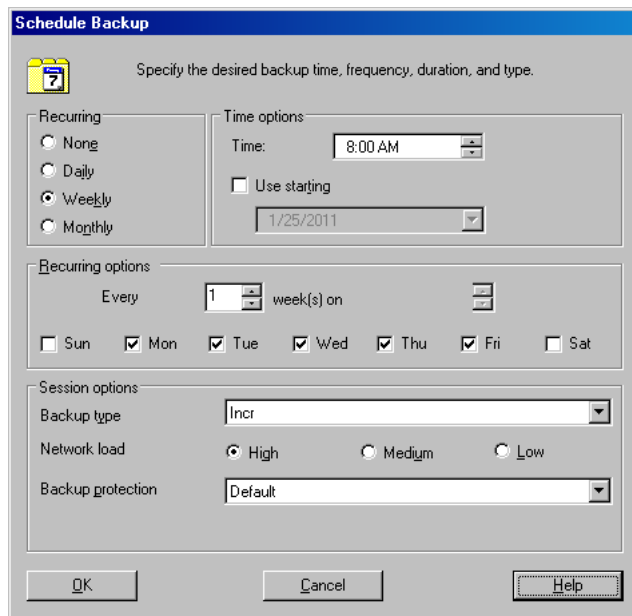 Schedule Backup
7
Specify the desired backup time, frequency, duration, and type.
Recurring
None
Daily
Weekly
Monthly
Time options
Time: 8:00 AM
Use starting
1/25/2011
Recurring options
Every 1 week(s) on
Sun Mon Tue Wed Thu Fri Sat
Session options
Backup type Incr
Network load High Medium Low
Backup protection Default
OK Cancel Help